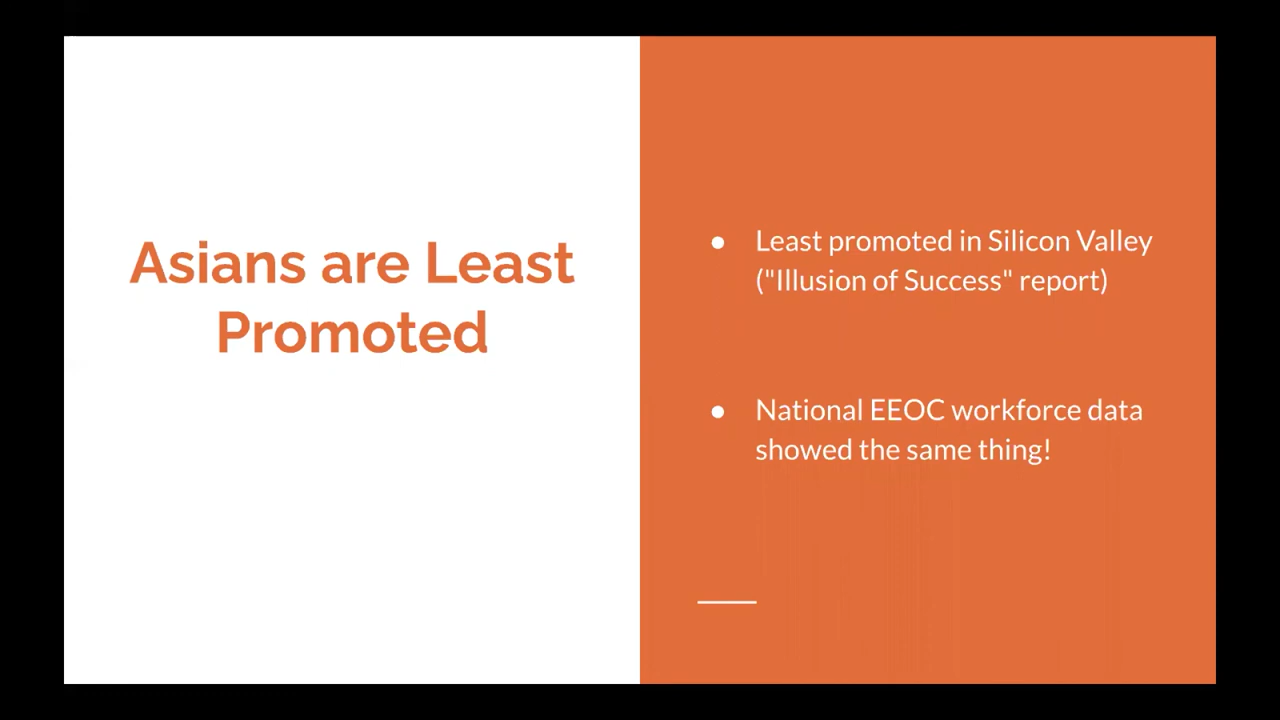 Asians are Least
Promoted
● Least promoted in Silicon Valley
("Illusion of Success" report)
● National EEOC workforce data
showed the same thing!